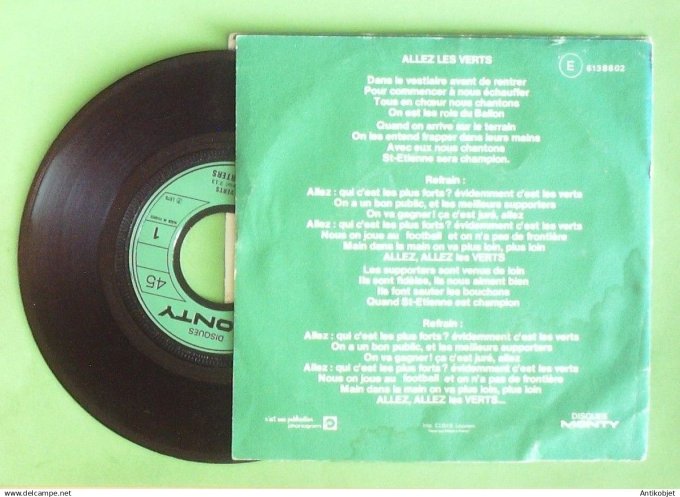 ALLEZ LES VERTS
E
6138802
Dans le vestiaire avant de rentrer
Pour commencer à nous échauffer
Tous en chœur nous chantons
On est les rois du Ballon
Quand on arrive sur le terrain
On les entend frapper dans leurs mains
Avec eux nous chantons
St-Etienne sera champion.
Refrain :
Allez : qui c'est les plus forts? évidemment c'est les verts
On a un bon public, et les meilleurs supporters
On va gagner! ça c'est juré, allez
Allez : qui c'est les plus forts? évidemment c'est les verts
Nous on joue au football et on n'a pas de frontière
Main dans la main on va plus loin, plus loin
ALLEZ, ALLEZ les VERTS
Les supporters sont venus de loin
Ils sont fidèles, ils nous aiment bien
Ils font sauter les bouchons
Quand St-Etienne est champion
Refrain :
Allez : qui c'est les plus forts? évidemment c'est les verts
On a un bon public, et les meilleurs supporters
On va gagner! ça c'est juré, allez
Allez : qui c'est les plus forts? évidemment c'est les verts
Nous on joue au football et on n'a pas de frontière
Main dans la main on va plus loin, plus loin
ALLEZ, ALLEZ les VERTS...
c'est une publication
phonogram
DISQUES
MONTY
DISQUES
MONTY
45
1
VERTS
© Antikobjet / https://antikobjet.com